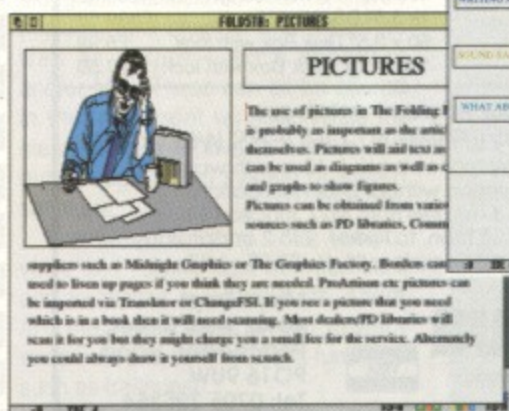 FOLDSTA: PICTURES
PICTURES
The use of pictures in The Folding
is probably as important as the artic
themselves. Pictures will aid text as
can be used as diagrams as well as c
and graphs to show figures.
Pictures can be obtained from vario
sources such as PD libraries, Comm
suppliers such as Midnight Graphics or The Graphics Factory. Borders can
used to liven up pages if you think they are needed. ProArtisan etc pictures can
be imported via Translator or ChangeFSI. If you see a picture that you need
which is in a book then it will need scanning. Most dealers/PD libraries will
scan it for you but they might charge you a small fee for the service. Alternately
you could always draw it yourself from scratch.
SOUND
WHAT AB